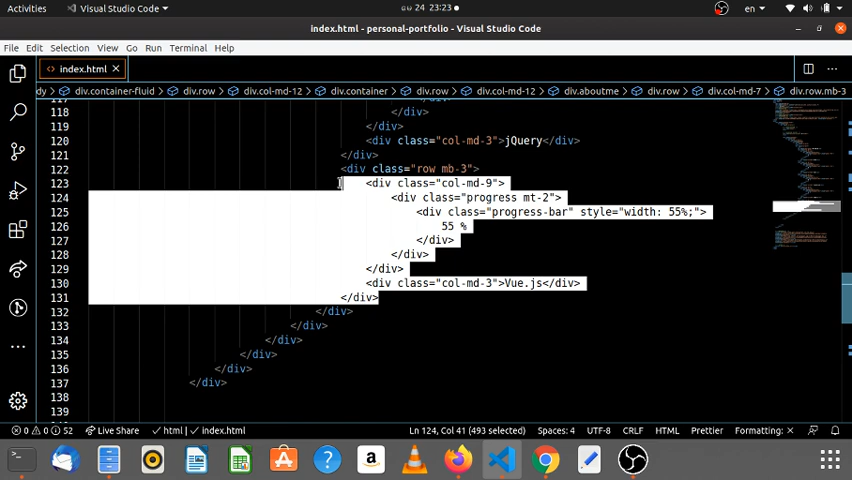 Activities Visual Studio Code 24 23:23 en
index.html - personal-portfolio - Visual Studio Code
File Edit Selection View Go Run Terminal Help
index.html
dy > div.container-fluid > div.row > div.col-md-12 > div.container > div.row > div.col-md-12 > div.aboutme > div.row > div.col-md-7 > div.row.mb-3
118 </div>
119 </div>
120 <div class="col-md-3">jQuery</div>
121 </div>
122 <div class="row mb-3">
123 <div class="col-md-9">
124 <div class="progress mt-2">
125 <div class="progress-bar" style="width: 55%;">
126 55 %
127 </div>
128 </div>
129 </div>
130 <div class="col-md-3">Vue.js</div>
131 </div>
132 </div>
133 </div>
134 </div>
135 </div>
136 </div>
137 </div>
138
139
0 0 52 Live Share html | index.html Ln 124, Col 41 (493 selected) Spaces: 4 UTF-8 CRLF HTML Prettier Formatting: ×